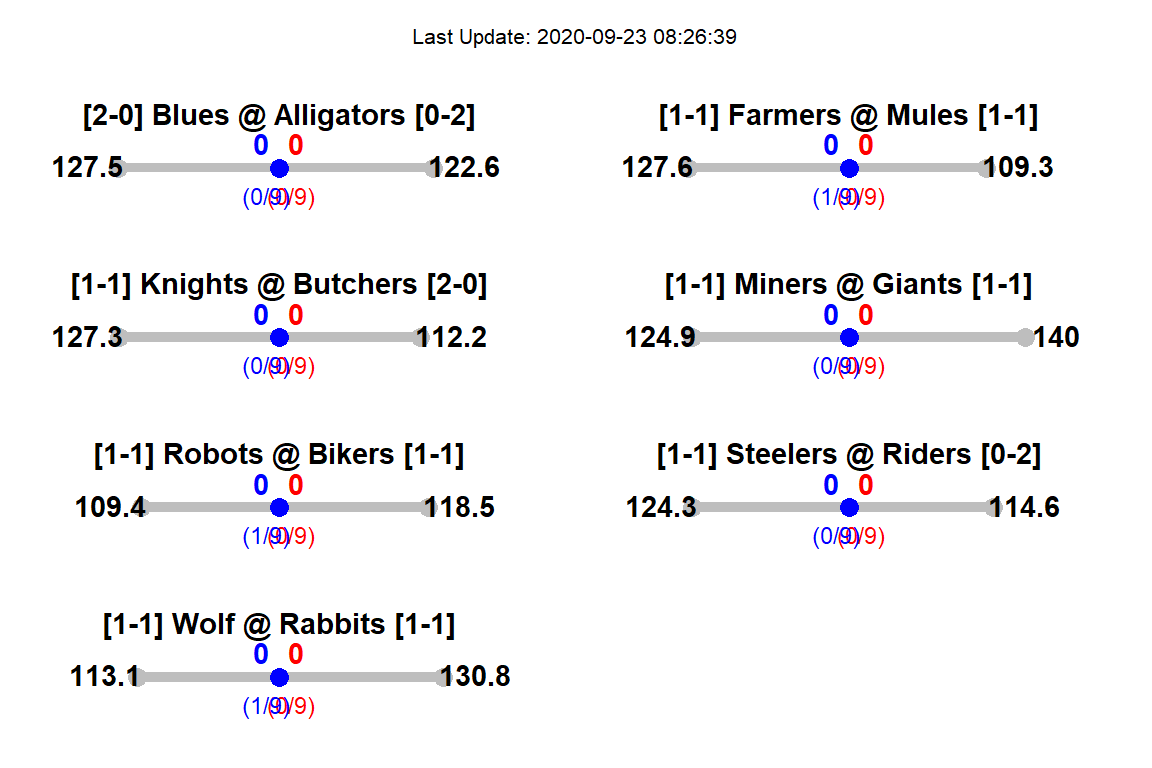 Last Update: 2020-09-23 08:26:39
[2-0] Blues @ Alligators [0-2]
0 0
127.5 122.6
(0/9) (0/9)
[1-1] Farmers @ Mules [1-1]
0 0
127.6 109.3
(1/9) (0/9)
[1-1] Knights @ Butchers [2-0]
0 0
127.3 112.2
(0/9) (0/9)
[1-1] Miners @ Giants [1-1]
0 0
124.9 140
(0/9) (0/9)
[1-1] Robots @ Bikers [1-1]
0 0
109.4 118.5
(1/9) (0/9)
[1-1] Steelers @ Riders [0-2]
0 0
124.3 114.6
(0/9) (0/9)
[1-1] Wolf @ Rabbits [1-1]
0 0
113.1 130.8
(1/9) (0/9)